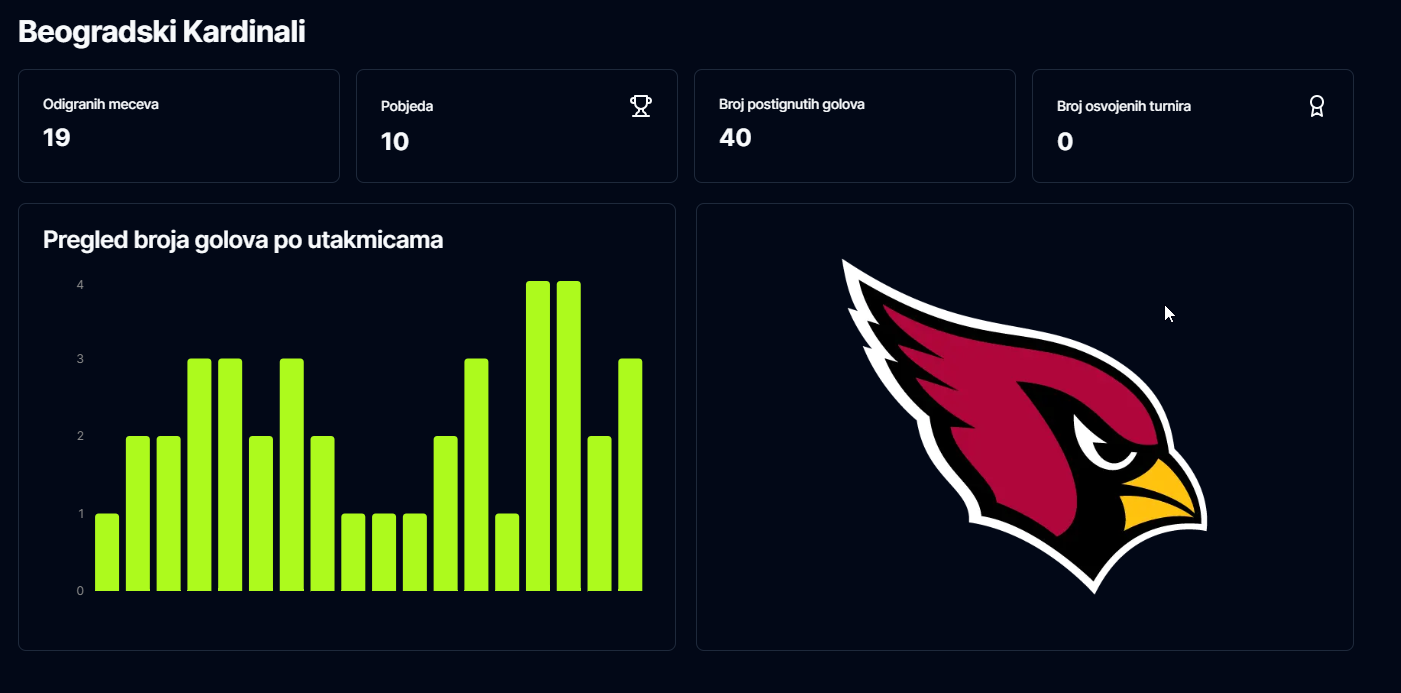 Beogradski Kardinali
Odigranih meceva
19
Pobjeda
10
Broj postignutih golova
40
Broj osvojenih turnira
0
Pregled broja golova po utakmicama
4
3
2
1
0